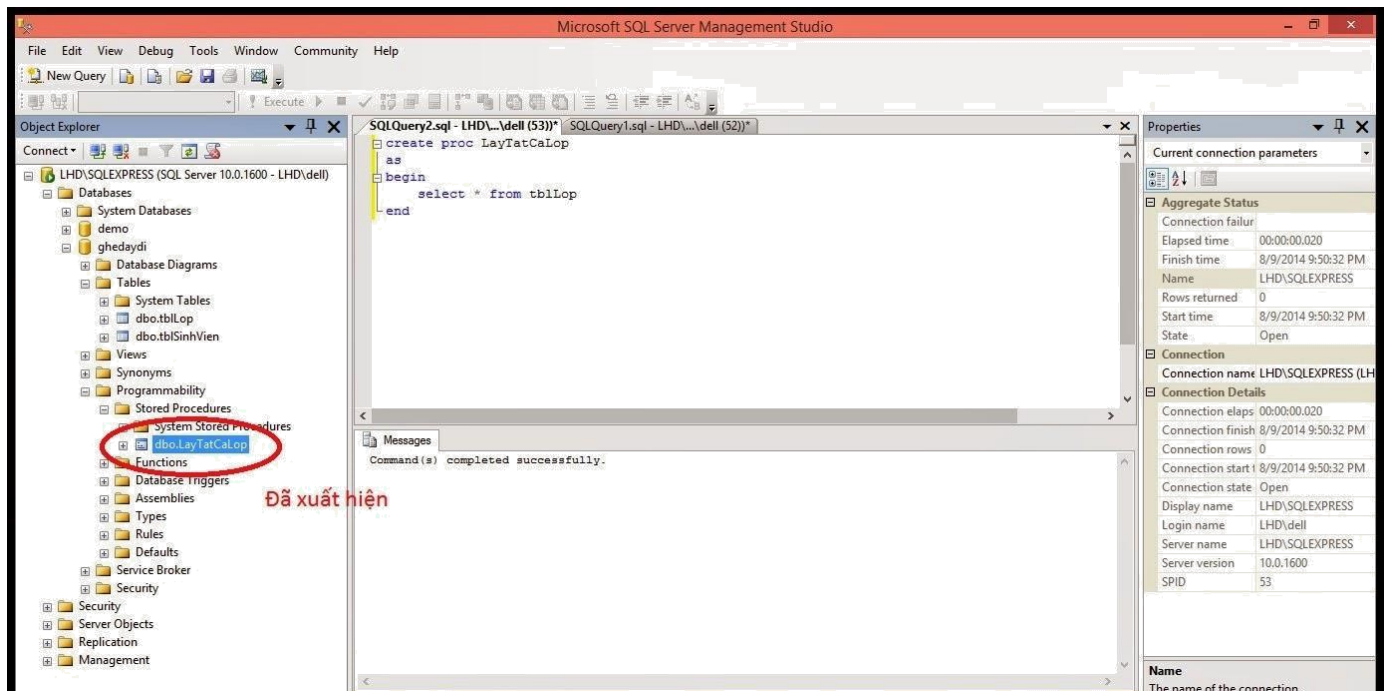 Microsoft SQL Server Management Studio
File Edit View Debug Tools Window Community Help
New Query
Execute
Object Explorer
Connect
LHD\SQLEXPRESS (SQL Server 10.0.1600 - LHD\dell)
Databases
System Databases
demo
ghedaydi
Database Diagrams
Tables
System Tables
dbo.tblLop
dbo.tblSinhVien
Views
Synonyms
Programmability
Stored Procedures
System Stored Procedures
dbo.LayTatCaLop
Functions
Database Triggers
Assemblies
Types
Rules
Defaults
Service Broker
Security
Security
Server Objects
Replication
Management
Đã xuất hiện
SQLQuery2.sql - LHD\...\dell (53))* SQLQuery1.sql - LHD\...\dell (52))*
create proc LayTatCaLop
as
begin
select * from tblLop
end
Messages
Command(s) completed successfully.
Properties
Current connection parameters
Aggregate Status
Connection failur
Elapsed time 00:00:00.020
Finish time 8/9/2014 9:50:32 PM
Name LHD\SQLEXPRESS
Rows returned 0
Start time 8/9/2014 9:50:32 PM
State Open
Connection
Connection name LHD\SQLEXPRESS (LH
Connection Details
Connection elaps 00:00:00.020
Connection finish 8/9/2014 9:50:32 PM
Connection rows 0
Connection start t 8/9/2014 9:50:32 PM
Connection state Open
Display name LHD\SQLEXPRESS
Login name LHD\dell
Server name LHD\SQLEXPRESS
Server version 10.0.1600
SPID 53
Name
The name of the connection